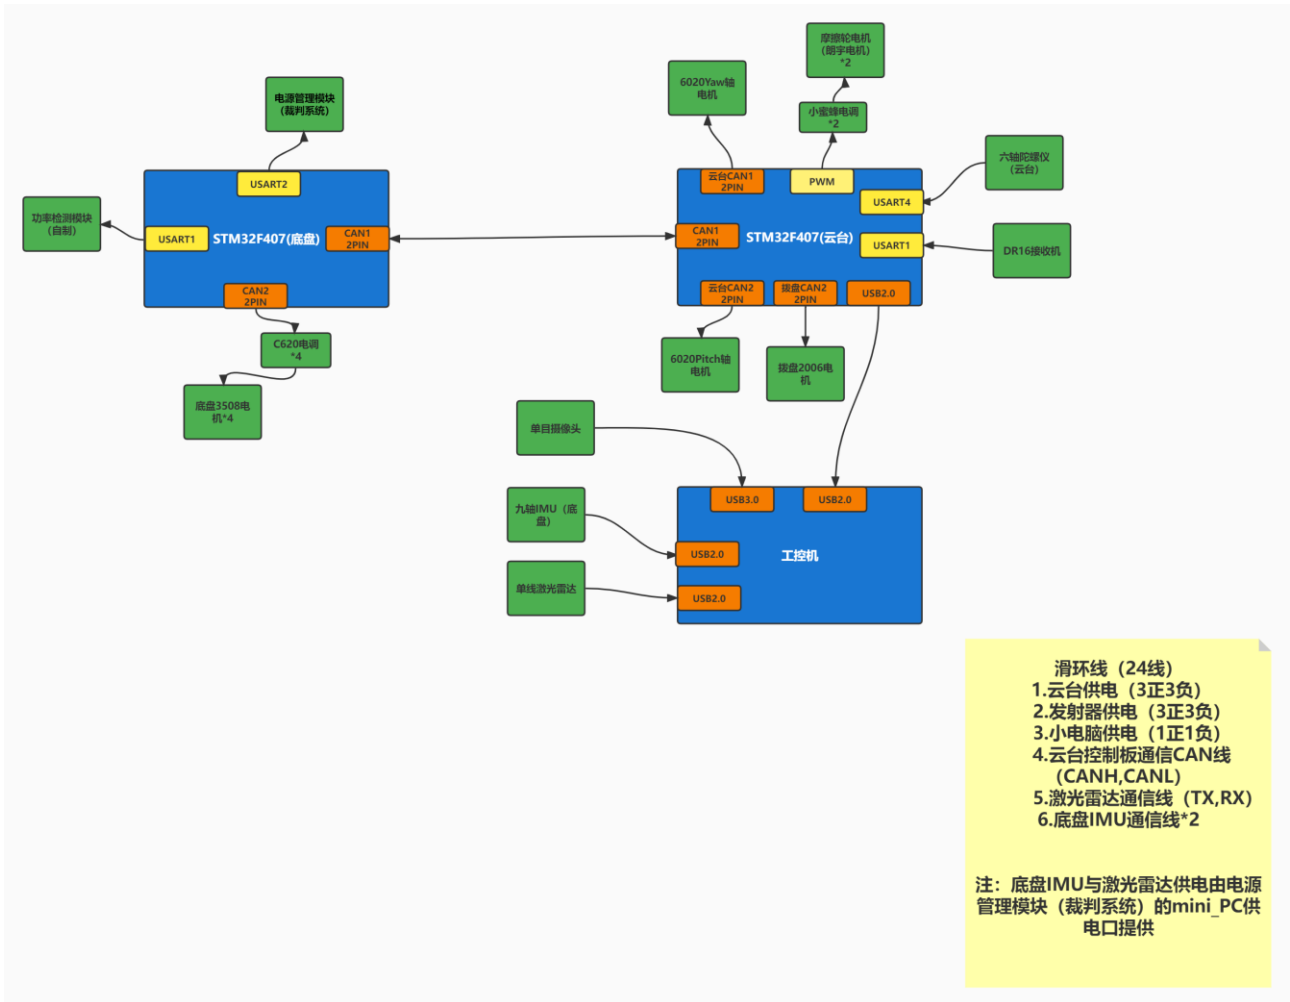 摩擦轮电机
（朗宇电机）
*2
6020Yaw轴
电机
小蜜蜂电调
*2
电源管理模块
（裁判系统）
六轴陀螺仪
（云台）
USART2
云台CAN1
2PIN
PWM
USART4
功率检测模块
（自制）
USART1
STM32F407(底盘)
CAN1
2PIN
CAN1
2PIN
STM32F407(云台)
USART1
DR16接收机
CAN2
2PIN
云台CAN2
2PIN
拨盘CAN2
2PIN
USB2.0
C620电调
*4
6020Pitch轴
电机
拨盘2006电
机
底盘3508电
机*4
单目摄像头
USB3.0
USB2.0
九轴IMU（底
盘）
USB2.0
工控机
单线激光雷达
USB2.0
滑环线（24线）
1.云台供电（3正3负）
2.发射器供电（3正3负）
3.小电脑供电（1正1负）
4.云台控制板通信CAN线
（CANH,CANL）
5.激光雷达通信线（TX,RX）
6.底盘IMU通信线*2
注：底盘IMU与激光雷达供电由电源
管理模块（裁判系统）的mini_PC供
电口提供